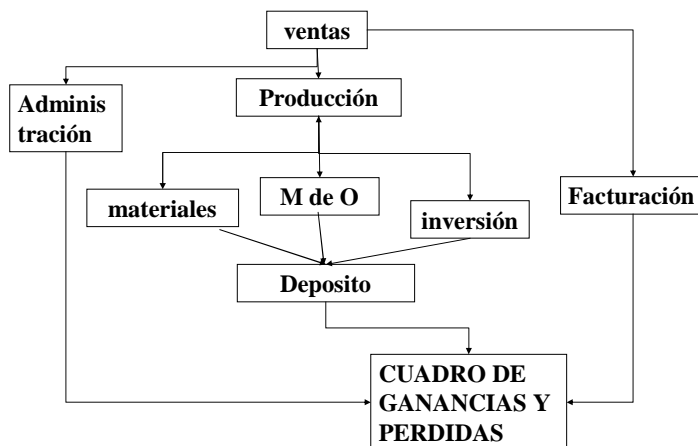 ventas
Adminis
tración
Producción
materiales
M de O
inversión
Facturación
Deposito
CUADRO DE
GANANCIAS Y
PERDIDAS